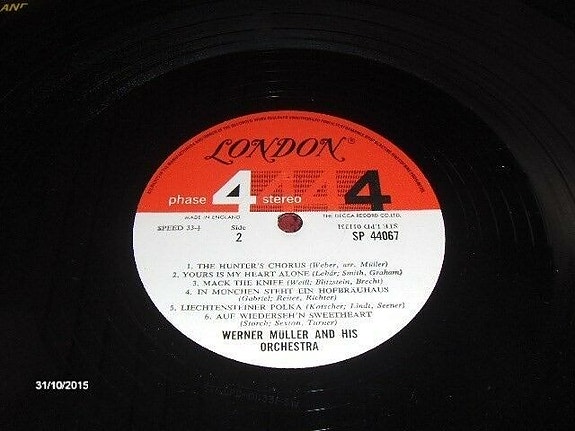 LONDON®
phase 4 stereo 4 4 4
MADE IN ENGLAND
THE DECCA RECORD CO.LTD.
SPEED 33⅓ Side
2
SP 44067
1. THE HUNTER'S CHORUS (Weber, arr. Müller)
2. YOURS IS MY HEART ALONE (Lehár; Smith, Graham)
3. MACK THE KNIFE (Weill; Blitzstein, Brecht)
4. IN MÜNCHEN STEHT EIN HOFBRÄUHAUS
(Gabriel; Reiter, Richter)
5. LIECHTENSTEINER POLKA (Kotscher; Lindt, Seener)
6. AUF WIEDERSEH'N SWEETHEART
(Storch; Sexton, Turner)
WERNER MÜLLER AND HIS
ORCHESTRA
31/10/2015